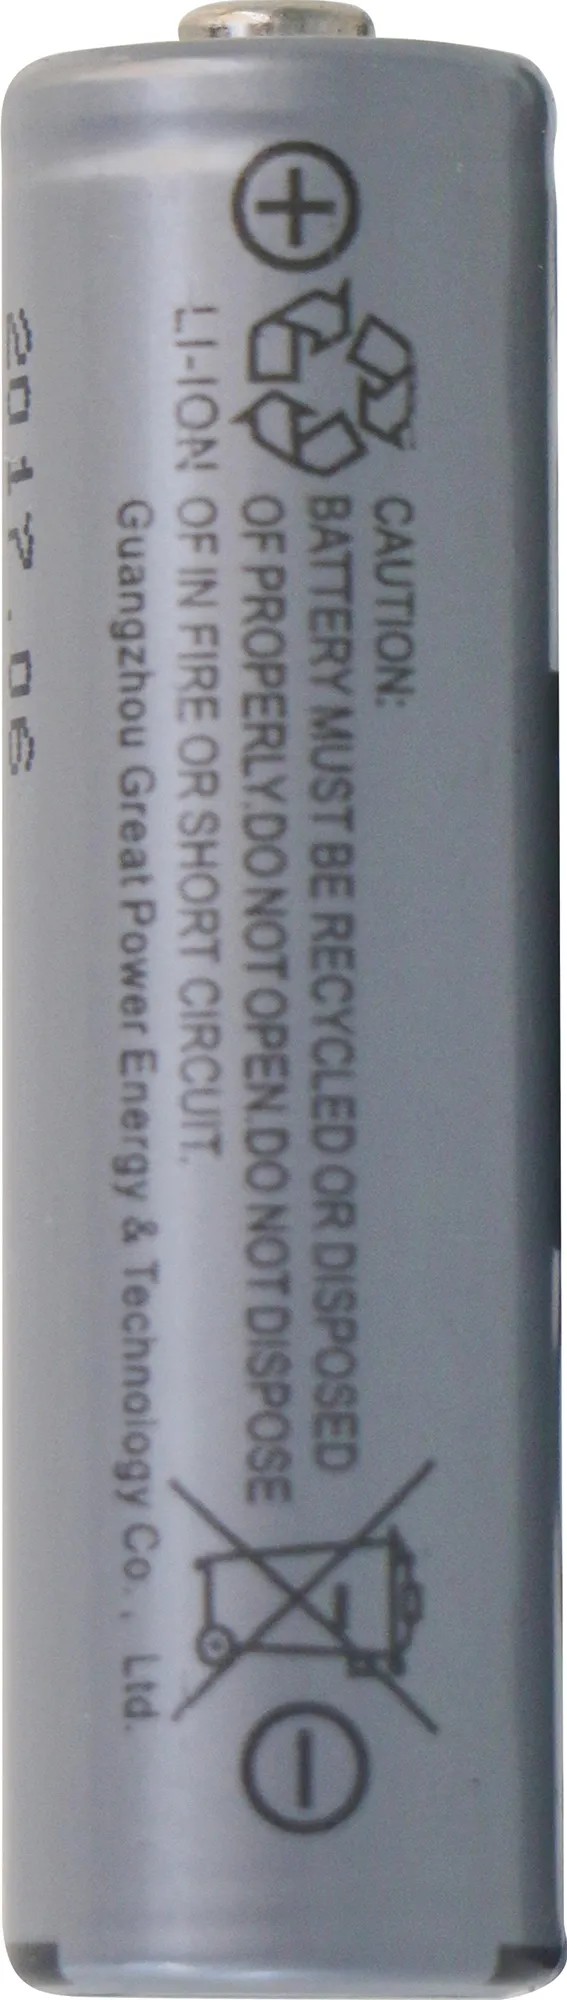 CAUTION:
BATTERY MUST BE RECYCLED OR DISPOSED
OF PROPERLY.DO NOT OPEN.DO NOT DISPOSE
OF IN FIRE OR SHORT CIRCUIT.
LI-ION
Guangzhou Great Power Energy & Technology Co., Ltd.
2017.06